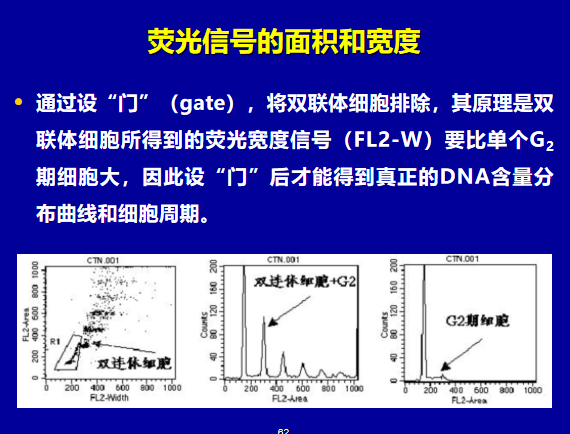 荧光信号的面积和宽度
• 通过设“门”（gate），将双联体细胞排除，其原理是双
联体细胞所得到的荧光宽度信号（FL2-W）要比单个G₂
期细胞大，因此设“门”后才能得到真正的DNA含量分
布曲线和细胞周期。
CTN.001
FL2-Area
0 200 400 600 800 1000
R1
双连体细胞
0 200 400 600 800 1000
FL2-Width
CTN.001
Counts
0 40 80 120 160 200
双连体细胞+G2
0 200 400 600 800 1000
FL2-Area
CTN.001
Counts
0 40 80 120 160 200
G2期细胞
0 200 400 600 800 1000
FL2-Area
62